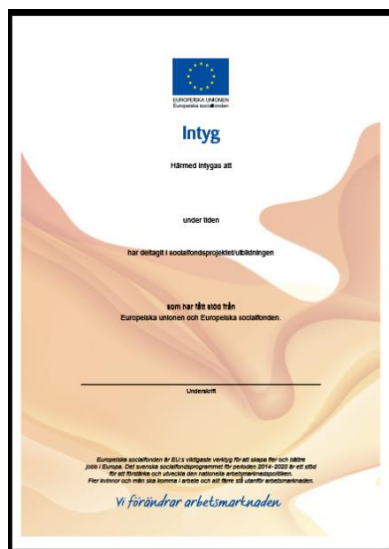 EUROPEISKA UNIONEN
Europeiska socialfonden
Intyg
Härmed intygas att
under tiden
har deltagit i socialfondsprojektet/utbildningen
som har fått stöd från
Europeiska unionen och Europeiska socialfonden.
Underskrift
Europeiska socialfonden är EU:s viktigaste verktyg för att skapa fler och bättre
jobb i Europa. Det svenska socialfondsprogrammet för perioden 2014-2020 är ett stöd
för att förstärka och utveckla den nationella arbetsmarknadspolitiken.
Fler kvinnor och män ska komma i arbete och allt färre stå utanför arbetsmarknaden.
Vi förändrar arbetsmarknaden